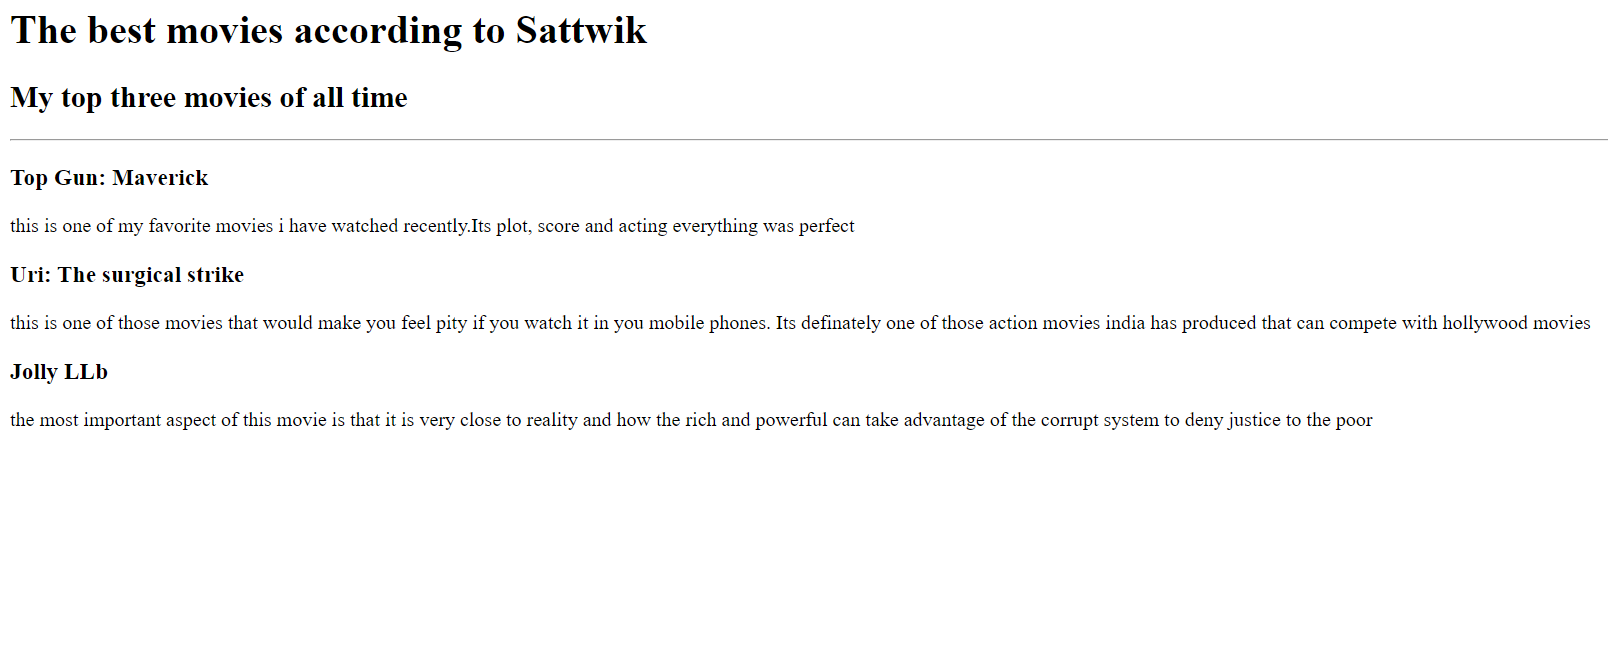 The best movies according to Sattwik
My top three movies of all time
Top Gun: Maverick
this is one of my favorite movies i have watched recently.Its plot, score and acting everything was perfect
Uri: The surgical strike
this is one of those movies that would make you feel pity if you watch it in you mobile phones. Its definately one of those action movies india has produced that can compete with hollywood movies
Jolly LLb
the most important aspect of this movie is that it is very close to reality and how the rich and powerful can take advantage of the corrupt system to deny justice to the poor